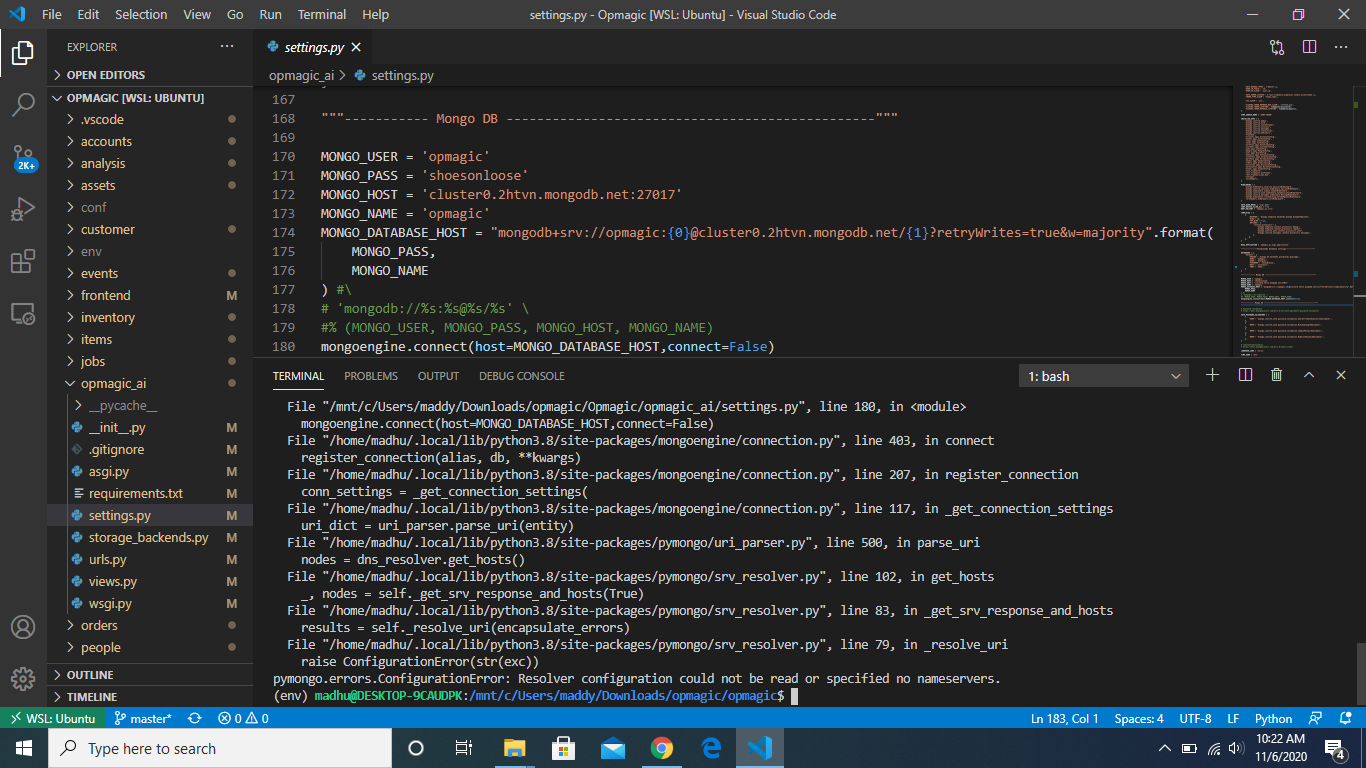 File Edit Selection View Go Run Terminal Help
settings.py - Opmagic [WSL: Ubuntu] - Visual Studio Code
EXPLORER
OPEN EDITORS
OPMAGIC [WSL: UBUNTU]
.vscode
accounts
analysis
assets
conf
customer
env
events
frontend M
inventory
items
jobs
opmagic_ai
__pycache__
__init__.py M
.gitignore M
asgi.py M
requirements.txt M
settings.py M
storage_backends.py M
urls.py M
views.py M
wsgi.py M
orders
people
OUTLINE
TIMELINE
2K+
settings.py
opmagic_ai > settings.py
167
168 """----------- Mongo DB ------------------------------------------------"""
169
170 MONGO_USER = 'opmagic'
171 MONGO_PASS = 'shoesonloose'
172 MONGO_HOST = 'cluster0.2htvn.mongodb.net:27017'
173 MONGO_NAME = 'opmagic'
174 MONGO_DATABASE_HOST = "mongodb+srv://opmagic:{0}@cluster0.2htvn.mongodb.net/{1}?retryWrites=true&w=majority".format(
175 MONGO_PASS,
176 MONGO_NAME
177 ) #\
178 # 'mongodb://%s:%s@%s/%s' \
179 #% (MONGO_USER, MONGO_PASS, MONGO_HOST, MONGO_NAME)
180 mongoengine.connect(host=MONGO_DATABASE_HOST,connect=False)
TERMINAL PROBLEMS OUTPUT DEBUG CONSOLE
1: bash
File "/mnt/c/Users/maddy/Downloads/opmagic/Opmagic/opmagic_ai/settings.py", line 180, in <module>
mongoengine.connect(host=MONGO_DATABASE_HOST,connect=False)
File "/home/madhu/.local/lib/python3.8/site-packages/mongoengine/connection.py", line 403, in connect
register_connection(alias, db, **kwargs)
File "/home/madhu/.local/lib/python3.8/site-packages/mongoengine/connection.py", line 207, in register_connection
conn_settings = _get_connection_settings(
File "/home/madhu/.local/lib/python3.8/site-packages/mongoengine/connection.py", line 117, in _get_connection_settings
uri_dict = uri_parser.parse_uri(entity)
File "/home/madhu/.local/lib/python3.8/site-packages/pymongo/uri_parser.py", line 500, in parse_uri
nodes = dns_resolver.get_hosts()
File "/home/madhu/.local/lib/python3.8/site-packages/pymongo/srv_resolver.py", line 102, in get_hosts
_, nodes = self._get_srv_response_and_hosts(True)
File "/home/madhu/.local/lib/python3.8/site-packages/pymongo/srv_resolver.py", line 83, in _get_srv_response_and_hosts
results = self._resolve_uri(encapsulate_errors)
File "/home/madhu/.local/lib/python3.8/site-packages/pymongo/srv_resolver.py", line 79, in _resolve_uri
raise ConfigurationError(str(exc))
pymongo.errors.ConfigurationError: Resolver configuration could not be read or specified no nameservers.
(env) madhu@DESKTOP-9CAUDPK:/mnt/c/Users/maddy/Downloads/opmagic/opmagic$
WSL: Ubuntu master* 0 0
Ln 183, Col 1 Spaces: 4 UTF-8 LF Python
Type here to search
10:22 AM
11/6/2020
4